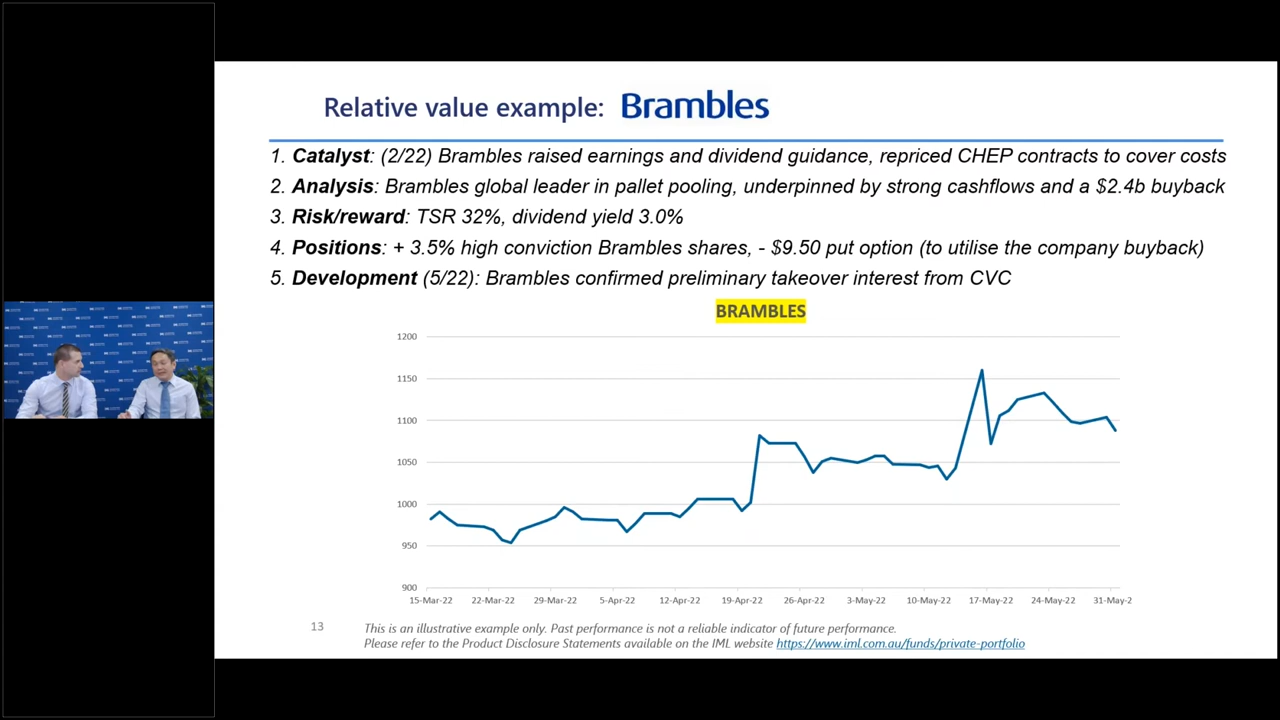 Relative value example: Brambles
1. Catalyst: (2/22) Brambles raised earnings and dividend guidance, repriced CHEP contracts to cover costs
2. Analysis: Brambles global leader in pallet pooling, underpinned by strong cashflows and a $2.4b buyback
3. Risk/reward: TSR 32%, dividend yield 3.0%
4. Positions: + 3.5% high conviction Brambles shares, - $9.50 put option (to utilise the company buyback)
5. Development (5/22): Brambles confirmed preliminary takeover interest from CVC
BRAMBLES
1200
1150
1100
1050
1000
950
900
15-Mar-22 22-Mar-22 29-Mar-22 5-Apr-22 12-Apr-22 19-Apr-22 26-Apr-22 3-May-22 10-May-22 17-May-22 24-May-22 31-May-2
13
This is an illustrative example only. Past performance is not a reliable indicator of future performance.
Please refer to the Product Disclosure Statements available on the IML website https://www.iml.com.au/funds/private-portfolio